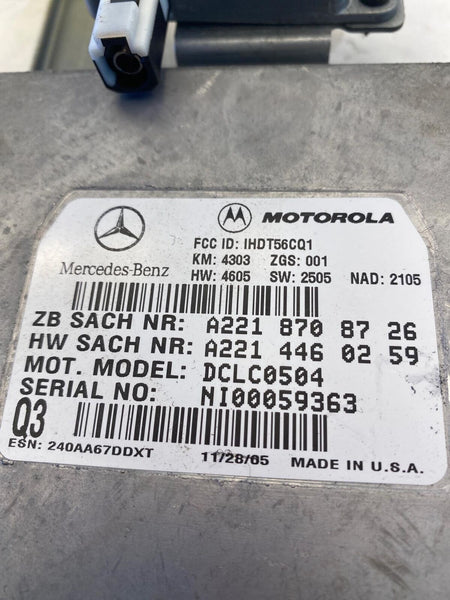 MOTOROLA
Mercedes-Benz
FCC ID: IHDT56CQ1
KM: 4303 ZGS: 001
HW: 4605 SW: 2505 NAD: 2105
ZB SACH NR: A221 870 87 26
HW SACH NR: A221 446 02 59
MOT. MODEL: DCLC0504
SERIAL NO: NI00059363
Q3
ESN: 240AA67DDXT 11/28/05 MADE IN U.S.A.